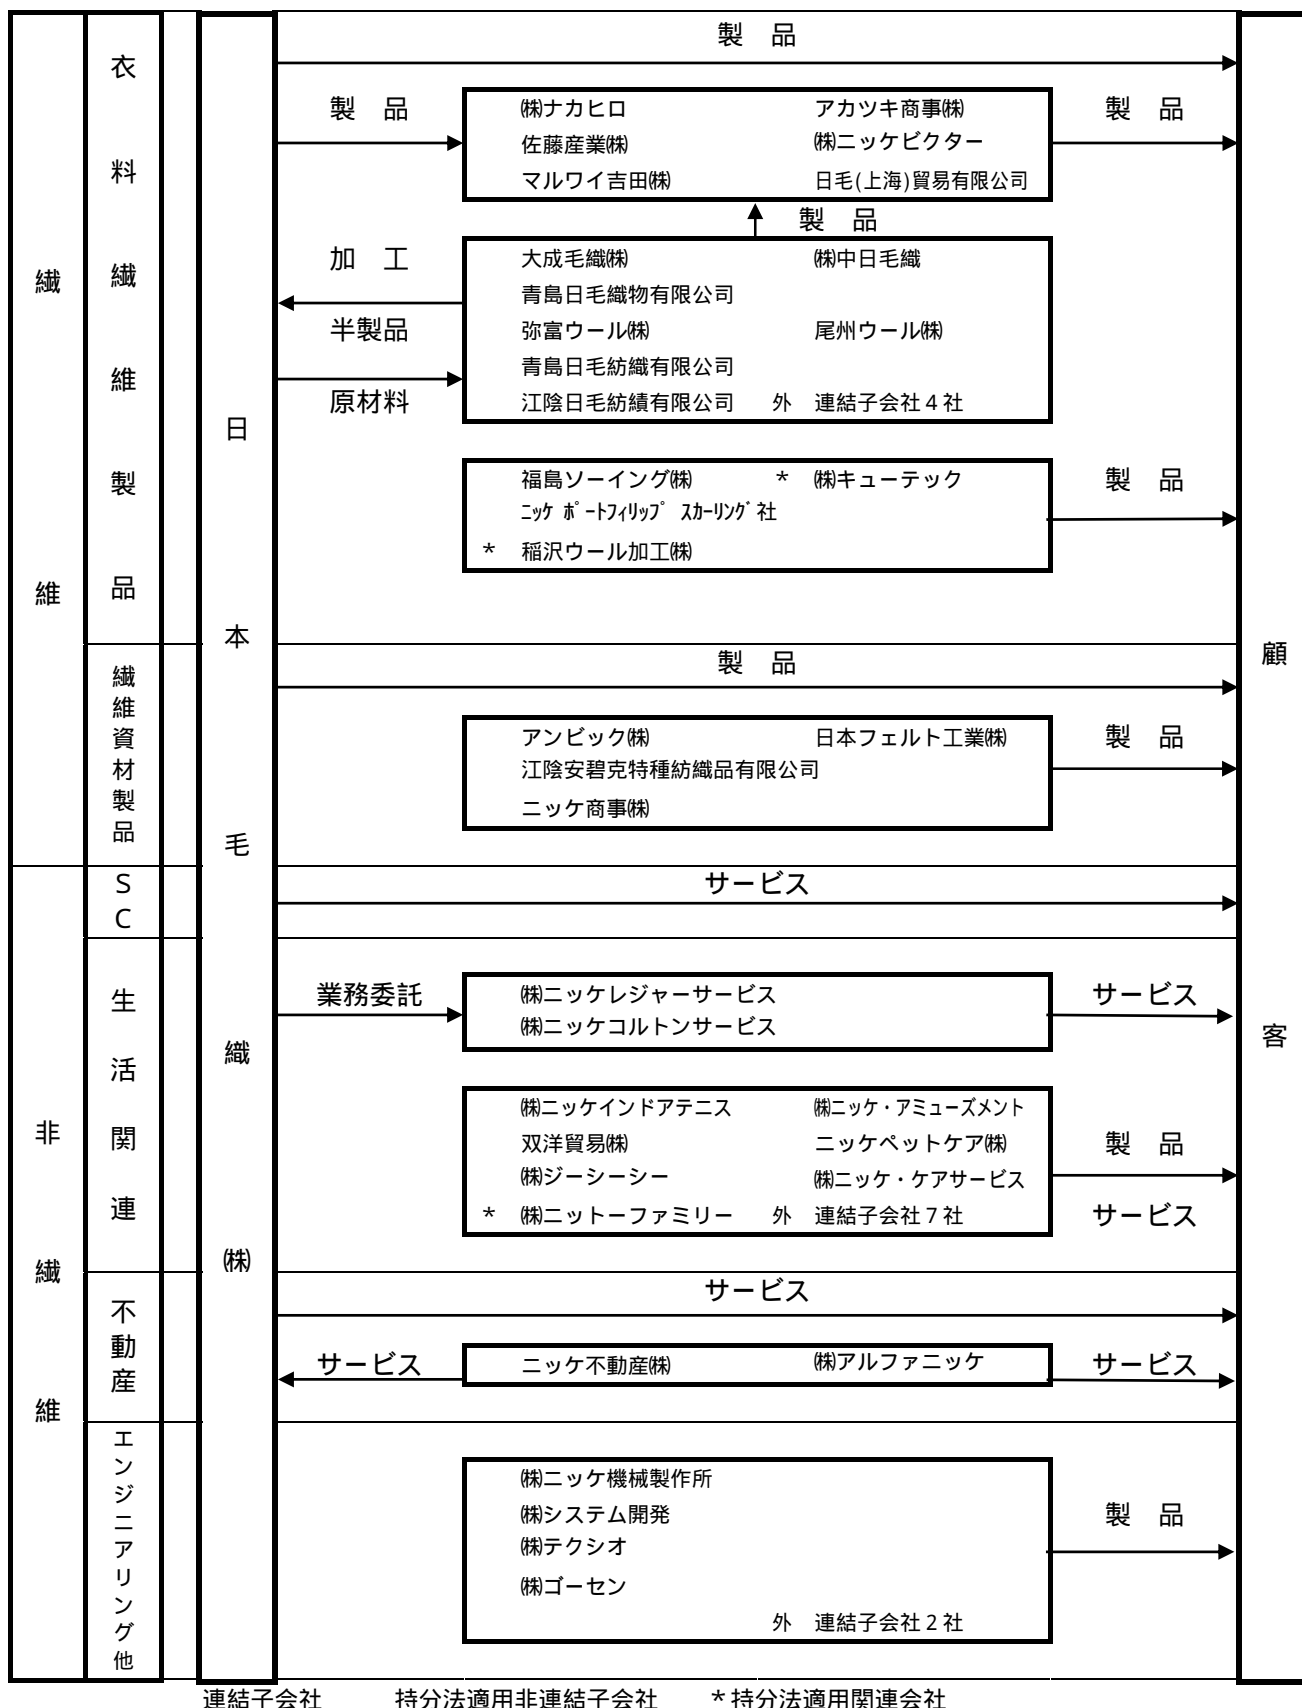 繊維
衣料繊維製品
日本毛織㈱
顧客
製　品
製　品
㈱ナカヒロ　アカツキ商事㈱
佐藤産業㈱　㈱ニッケビクター
マルワイ吉田㈱　日毛(上海)貿易有限公司
製　品
製　品
加　工
半製品
原材料
大成毛織㈱　㈱中日毛織
青島日毛織物有限公司
弥富ウール㈱　尾州ウール㈱
青島日毛紡織有限公司
江陰日毛紡績有限公司　外　連結子会社４社
福島ソーイング㈱　＊　㈱キューテック
ﾆｯｹ ﾎﾟｰﾄﾌｨﾘｯﾌﾟ ｽｶｰﾘﾝｸﾞ社
＊　稲沢ウール加工㈱
製　品
繊維資材製品
製　品
アンビック㈱　日本フェルト工業㈱
江陰安碧克特種紡織品有限公司
ニッケ商事㈱
製　品
非繊維
ＳＣ
サービス
生活関連
業務委託
㈱ニッケレジャーサービス
㈱ニッケコルトンサービス
サービス
㈱ニッケインドアテニス　㈱ニッケ・アミューズメント
双洋貿易㈱　ニッケペットケア㈱
㈱ジーシーシー　㈱ニッケ・ケアサービス
＊　㈱ニットーファミリー　外　連結子会社７社
製　品
サービス
不動産
サービス
サービス
ニッケ不動産㈱　㈱アルファニッケ
サービス
エンジニアリング他
㈱ニッケ機械製作所
㈱システム開発
㈱テクシオ
㈱ゴーセン
外　連結子会社２社
製　品
連結子会社　持分法適用非連結子会社　＊持分法適用関連会社